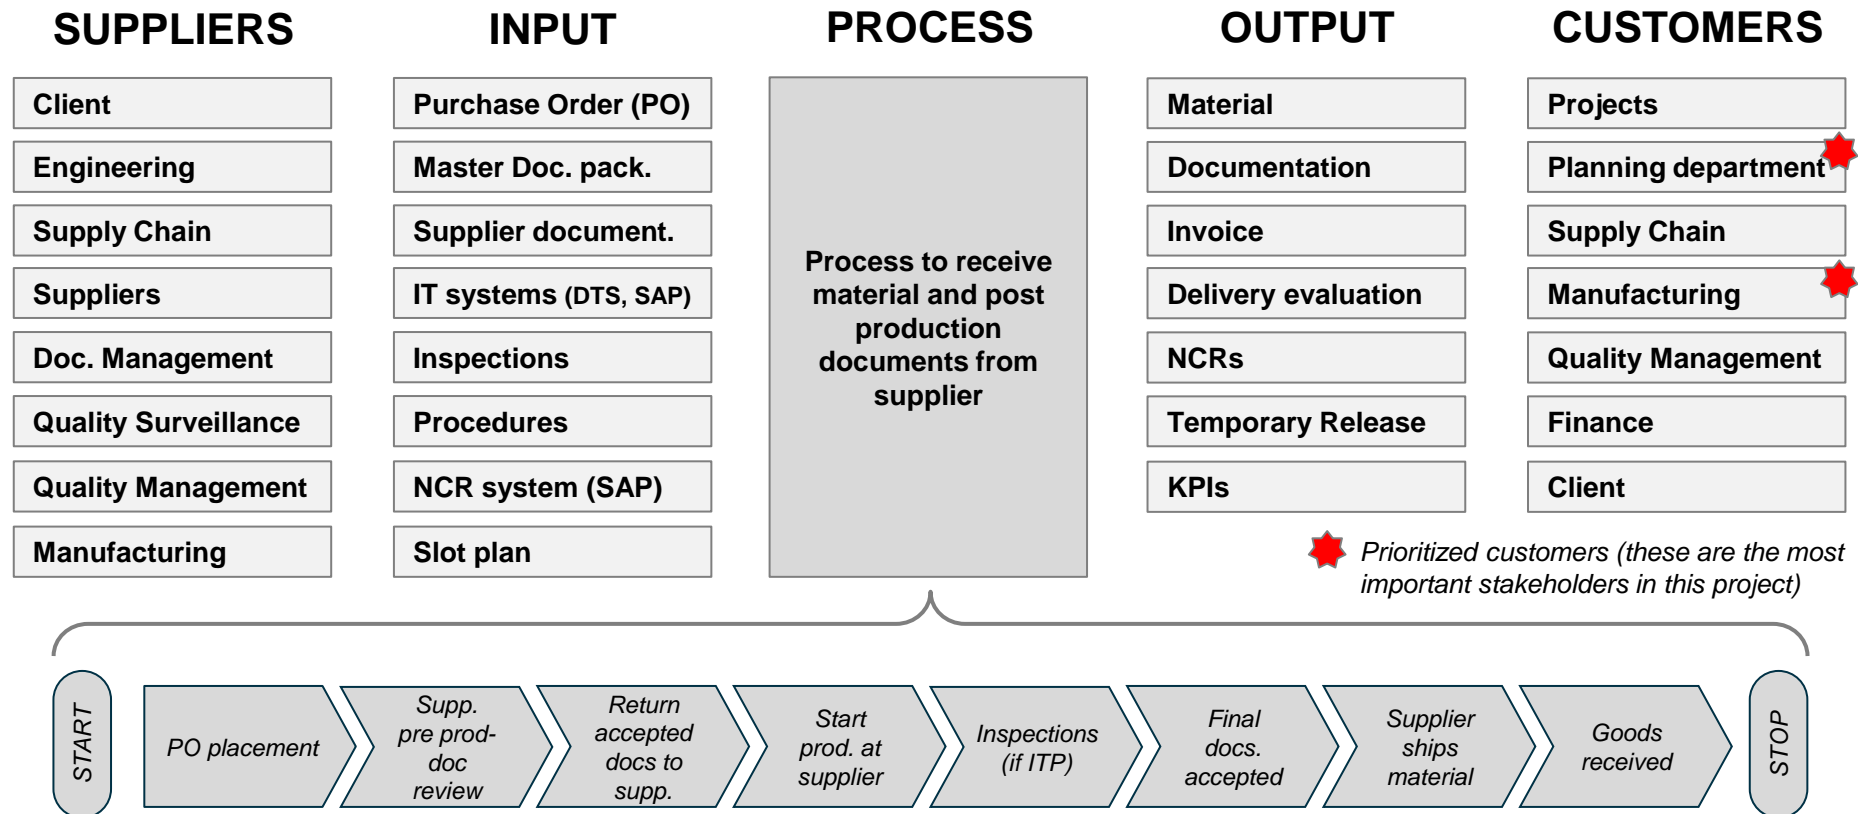 SUPPLIERS
INPUT
PROCESS
OUTPUT
CUSTOMERS
Client
Engineering
Supply Chain
Suppliers
Doc. Management
Quality Surveillance
Quality Management
Manufacturing
Purchase Order (PO)
Master Doc. pack.
Supplier document.
IT systems (DTS, SAP)
Inspections
Procedures
NCR system (SAP)
Slot plan
Process to receive
material and post
production
documents from
supplier
Material
Documentation
Invoice
Delivery evaluation
NCRs
Temporary Release
KPIs
Projects
Planning department
Supply Chain
Manufacturing
Quality Management
Finance
Client
Prioritized customers (these are the most
important stakeholders in this project)
START
PO placement
Supp.
pre prod-
doc
review
Return
accepted
docs to
supp.
Start
prod. at
supplier
Inspections
(if ITP)
Final
docs.
accepted
Supplier
ships
material
Goods
received
STOP